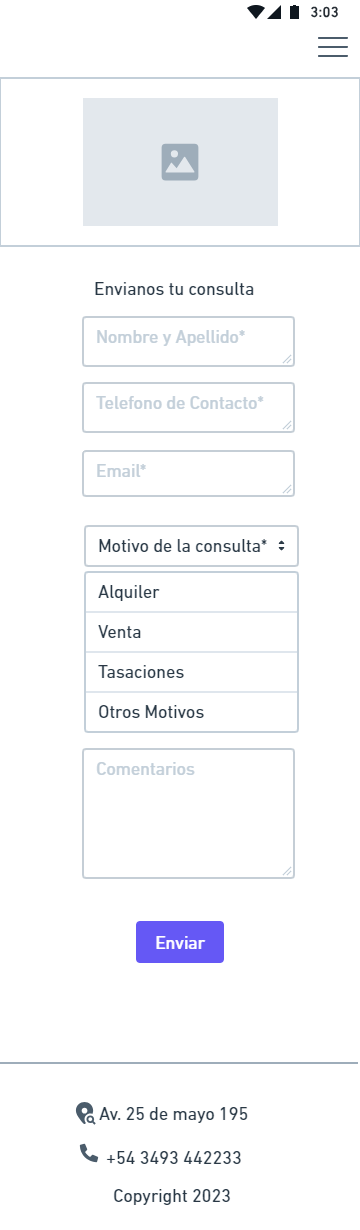 3:03
Envianos tu consulta
Nombre y Apellido*
Telefono de Contacto*
Email*
Motivo de la consulta*
Alquiler
Venta
Tasaciones
Otros Motivos
Comentarios
Enviar
Av. 25 de mayo 195
+54 3493 442233
Copyright 2023